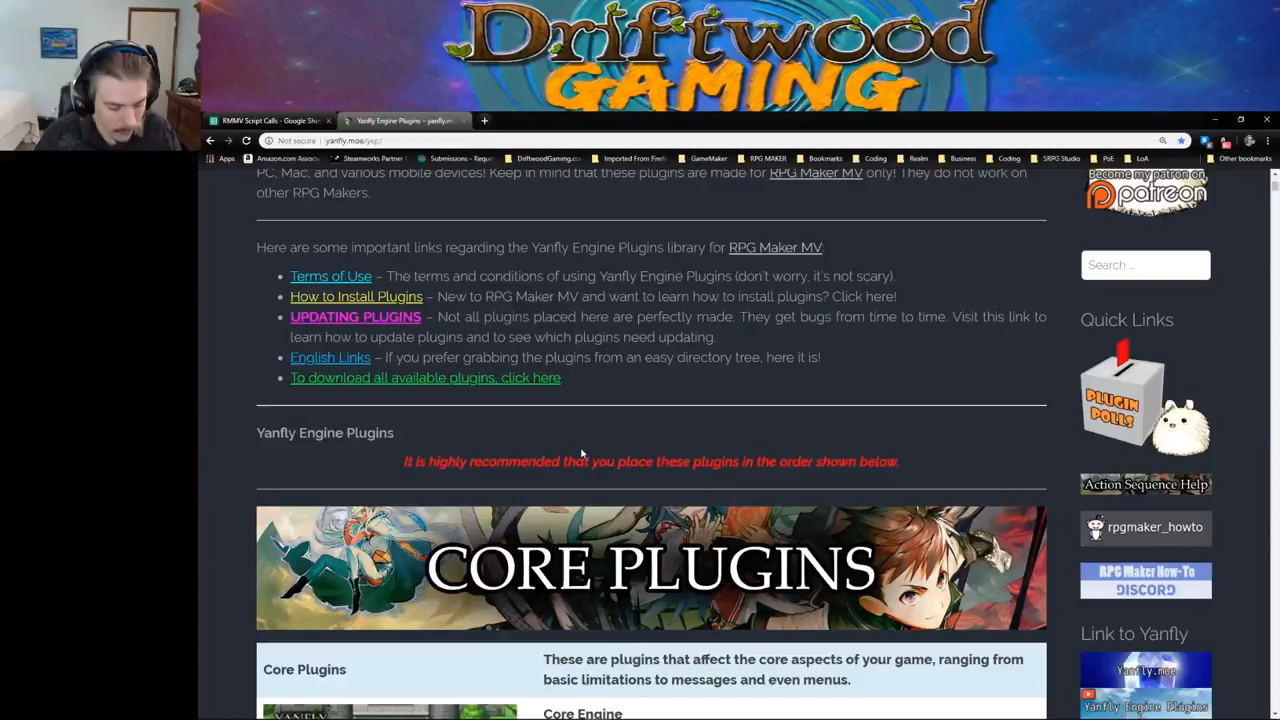 Driftwood
GAMING
RMMV Script Calls - Google She
Yanfly Engine Plugins – yanfly.m
Not secure
yanfly.moe/yep/
Apps
Amazon.com Associ
Steamworks Partner
Submissions - Reque
DriftwoodGaming.co
Imported From Firef
GameMaker
RPG MAKER
Bookmarks
Coding
Realm
Business
Coding
SRPG Studio
PoE
LoA
Other bookmarks
PC, Mac, and various mobile devices! Keep in mind that these plugins are made for RPG Maker MV only! They do not work on
other RPG Makers.
Here are some important links regarding the Yanfly Engine Plugins library for RPG Maker MV:
Terms of Use – The terms and conditions of using Yanfly Engine Plugins (don't worry, it's not scary).
How to Install Plugins – New to RPG Maker MV and want to learn how to install plugins? Click here!
UPDATING PLUGINS – Not all plugins placed here are perfectly made. They get bugs from time to time. Visit this link to
learn how to update plugins and to see which plugins need updating.
English Links – If you prefer grabbing the plugins from an easy directory tree, here it is!
To download all available plugins, click here.
Yanfly Engine Plugins
It is highly recommended that you place these plugins in the order shown below.
CORE PLUGINS
Core Plugins
These are plugins that affect the core aspects of your game, ranging from
basic limitations to messages and even menus.
YANFLY
Core Engine
Become my patron on
patreon
Search ...
Quick Links
PLUGIN
POLLS
Action Sequence Help
rpgmaker_howto
RPG Maker How-To
DISCORD
Link to Yanfly
Yanfly.moe
Yanfly Engine Plugins